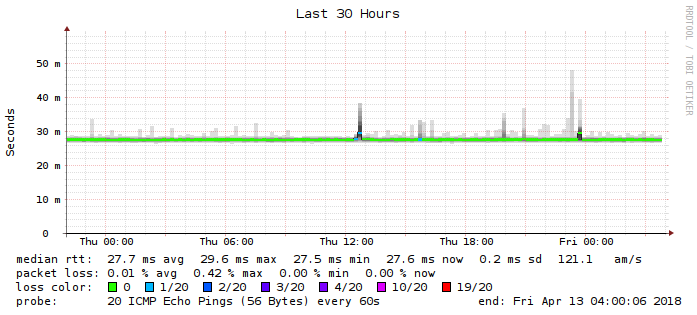 Last 30 Hours
RRDTOOL / TOBI OETIKER
Seconds
50 m
40 m
30 m
20 m
10 m
0
Thu 00:00 Thu 06:00 Thu 12:00 Thu 18:00 Fri 00:00
median rtt: 27.7 ms avg 29.6 ms max 27.5 ms min 27.6 ms now 0.2 ms sd 121.1 am/s
packet loss: 0.01 % avg 0.42 % max 0.00 % min 0.00 % now
loss color: 0 1/20 2/20 3/20 4/20 10/20 19/20
probe: 20 ICMP Echo Pings (56 Bytes) every 60s end: Fri Apr 13 04:00:06 2018